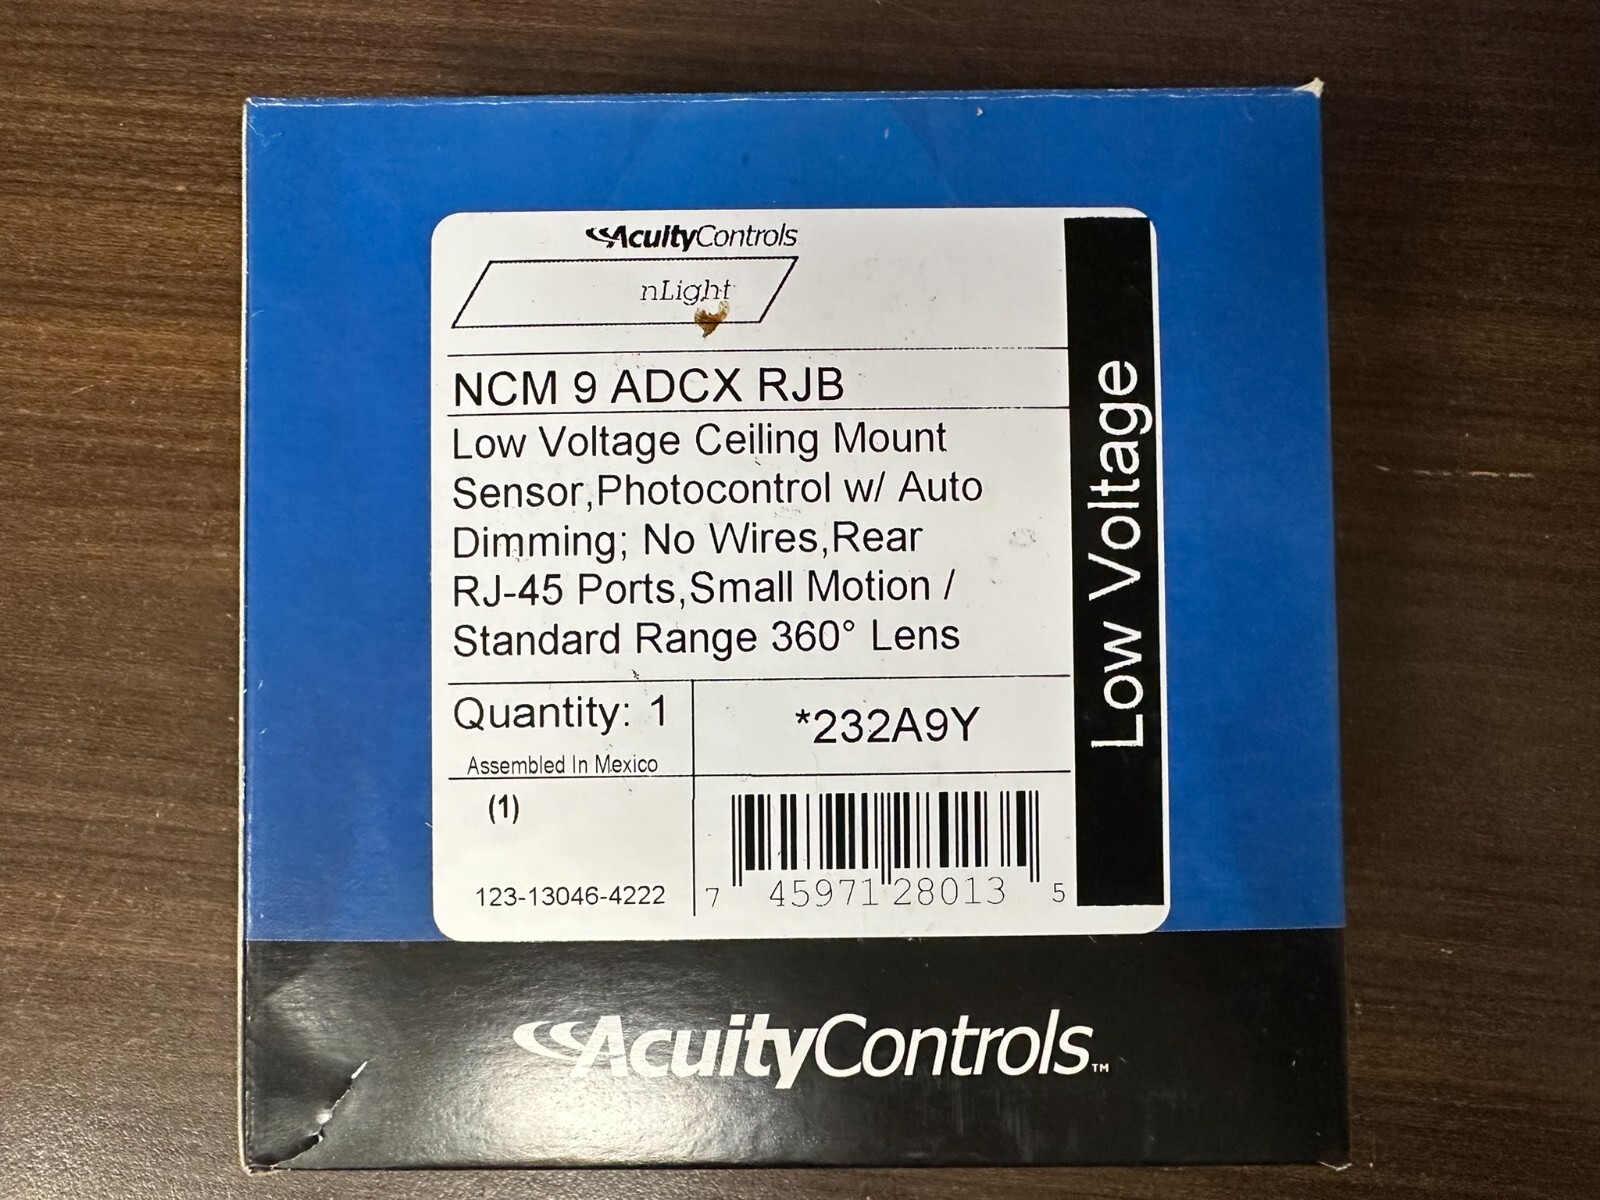 AcuityControls
nLight
NCM 9 ADCX RJB
Low Voltage Ceiling Mount
Sensor,Photocontrol w/ Auto
Dimming; No Wires,Rear
RJ-45 Ports,Small Motion /
Standard Range 360° Lens
Quantity: 1
*232A9Y
Assembled In Mexico
(1)
123-13046-4222
7 45971 28013 5
Low Voltage
AcuityControls™